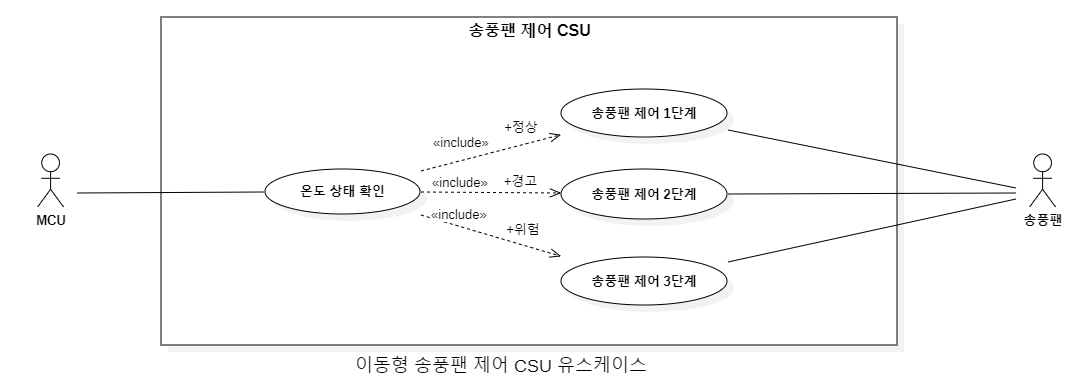 송풍팬 제어 CSU
송풍팬 제어 1단계
+정상
«include»
MCU
온도 상태 확인
«include»
+경고
송풍팬 제어 2단계
송풍팬
«include»
+위험
송풍팬 제어 3단계
이동형 송풍팬 제어 CSU 유스케이스